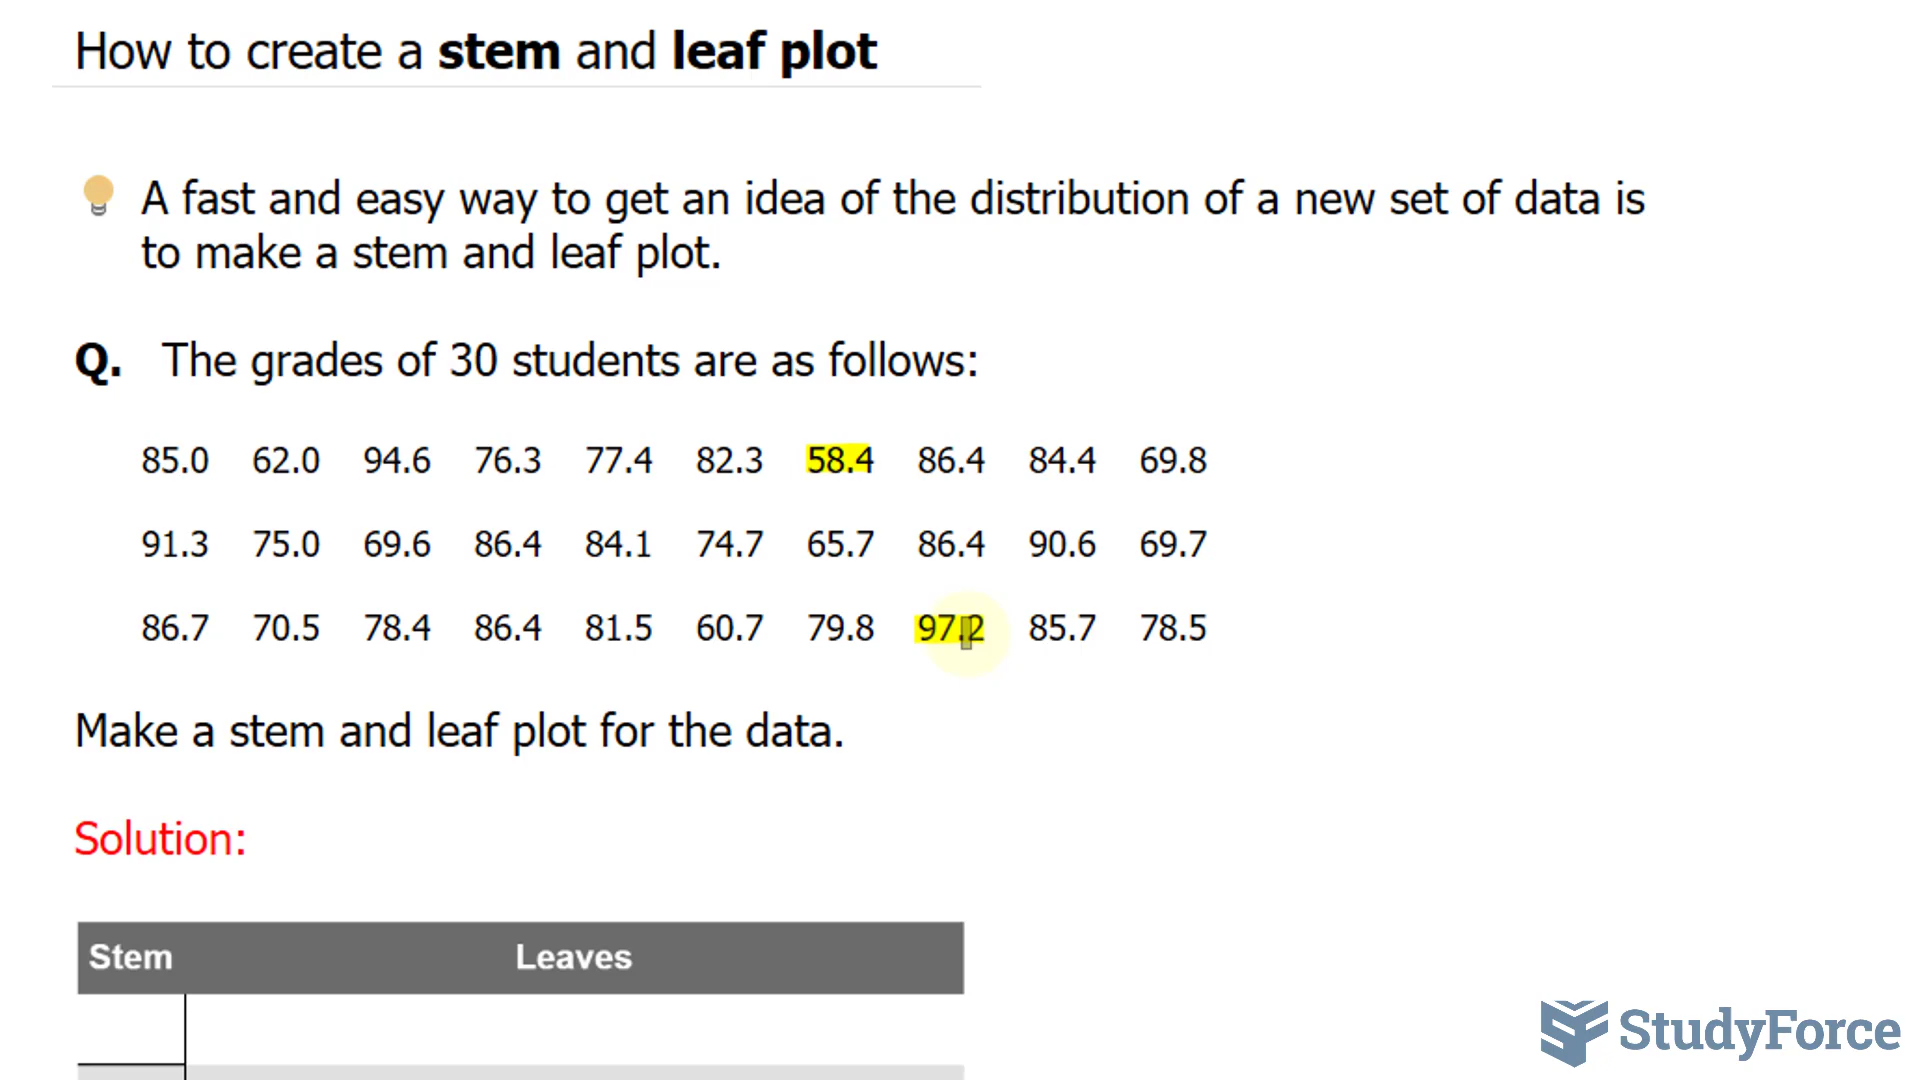 How to create a stem and leaf plot
A fast and easy way to get an idea of the distribution of a new set of data is
to make a stem and leaf plot.
Q. The grades of 30 students are as follows:
85.0 62.0 94.6 76.3 77.4 82.3 58.4 86.4 84.4 69.8
91.3 75.0 69.6 86.4 84.1 74.7 65.7 86.4 90.6 69.7
86.7 70.5 78.4 86.4 81.5 60.7 79.8 97.2 85.7 78.5
Make a stem and leaf plot for the data.
Solution:
Stem Leaves
StudyForce